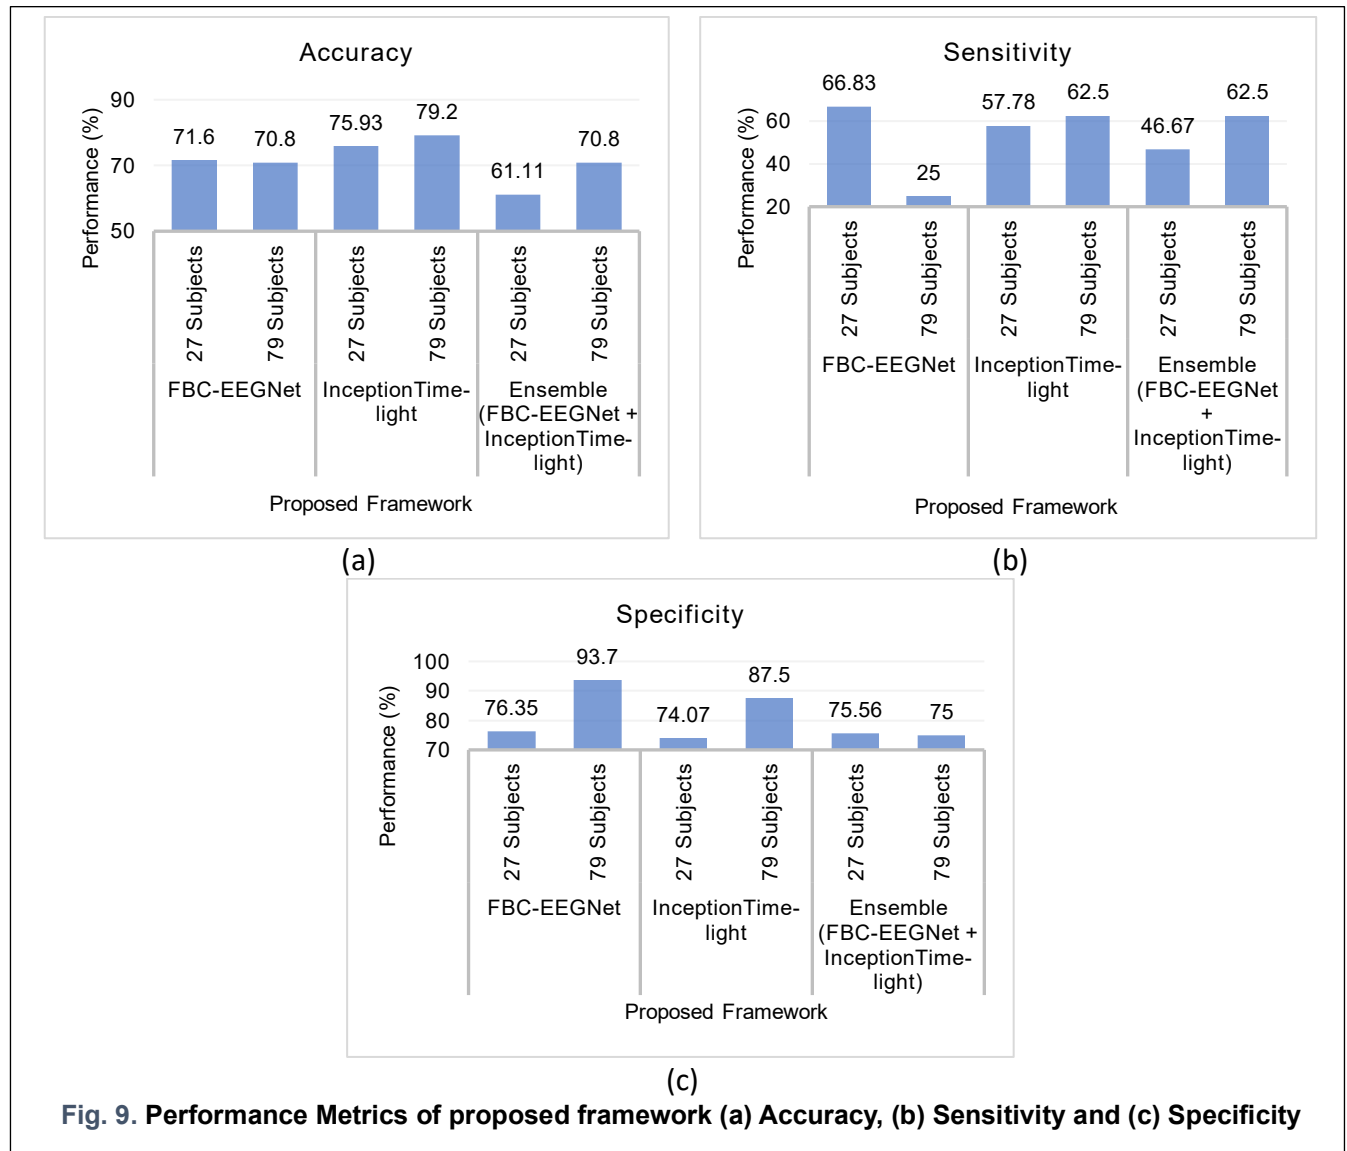 Accuracy
Performance (%)
90
70
50
71.6
70.8
75.93
79.2
61.11
70.8
27 Subjects
79 Subjects
27 Subjects
79 Subjects
27 Subjects
79 Subjects
FBC-EEGNet
InceptionTime-
light
Ensemble
(FBC-EEGNet +
InceptionTime-
light)
Proposed Framework
(a)
Sensitivity
Performance (%)
60
40
20
66.83
25
57.78
62.5
46.67
62.5
27 Subjects
79 Subjects
27 Subjects
79 Subjects
27 Subjects
79 Subjects
FBC-EEGNet
InceptionTime-
light
Ensemble
(FBC-EEGNet
+
InceptionTime-
light)
Proposed Framework
(b)
Specificity
Performance (%)
100
90
80
70
76.35
93.7
74.07
87.5
75.56
75
27 Subjects
79 Subjects
27 Subjects
79 Subjects
27 Subjects
79 Subjects
FBC-EEGNet
InceptionTime-
light
Ensemble
(FBC-EEGNet +
InceptionTime-
light)
Proposed Framework
(c)
Fig. 9. Performance Metrics of proposed framework (a) Accuracy, (b) Sensitivity and (c) Specificity